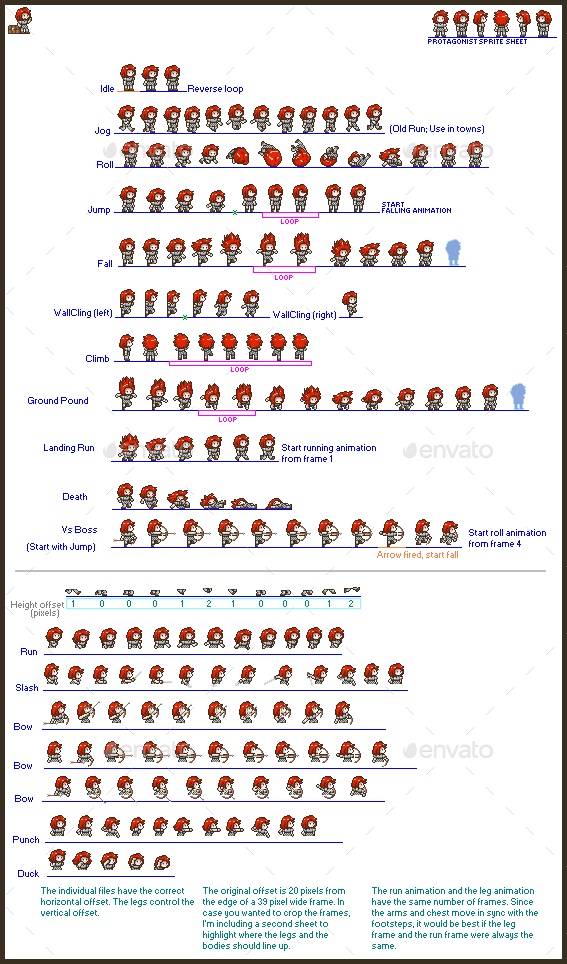 PROTAGONIST SPRITE SHEET
Idle
Reverse loop
Jog
(Old Run; Use in towns)
Roll
Jump
START
FALLING ANIMATION
LOOP
Fall
LOOP
WallCling (left)
WallCling (right)
Climb
LOOP
Ground Pound
LOOP
Landing Run
Start running animation
from frame 1
Death
Vs Boss
(Start with Jump)
Start roll animation
from frame 4
Arrow fired, start fall
Height offset
(pixels)
1 0 0 0 1 2 1 0 0 0 1 2
Run
Slash
Bow
Bow
Bow
Punch
Duck
The individual files have the correct
horizontal offset. The legs control the
vertical offset.
The original offset is 20 pixels from
the edge of a 39 pixel wide frame. In
case you wanted to crop the frames,
I'm including a second sheet to
highlight where the legs and the
bodies should line up.
The run animation and the leg animation
have the same number of frames. Since
the arms and chest move in sync with the
footsteps, it would be best if the leg
frame and the run frame were always the
same.
envato
envato
envato
envato
envato
envato